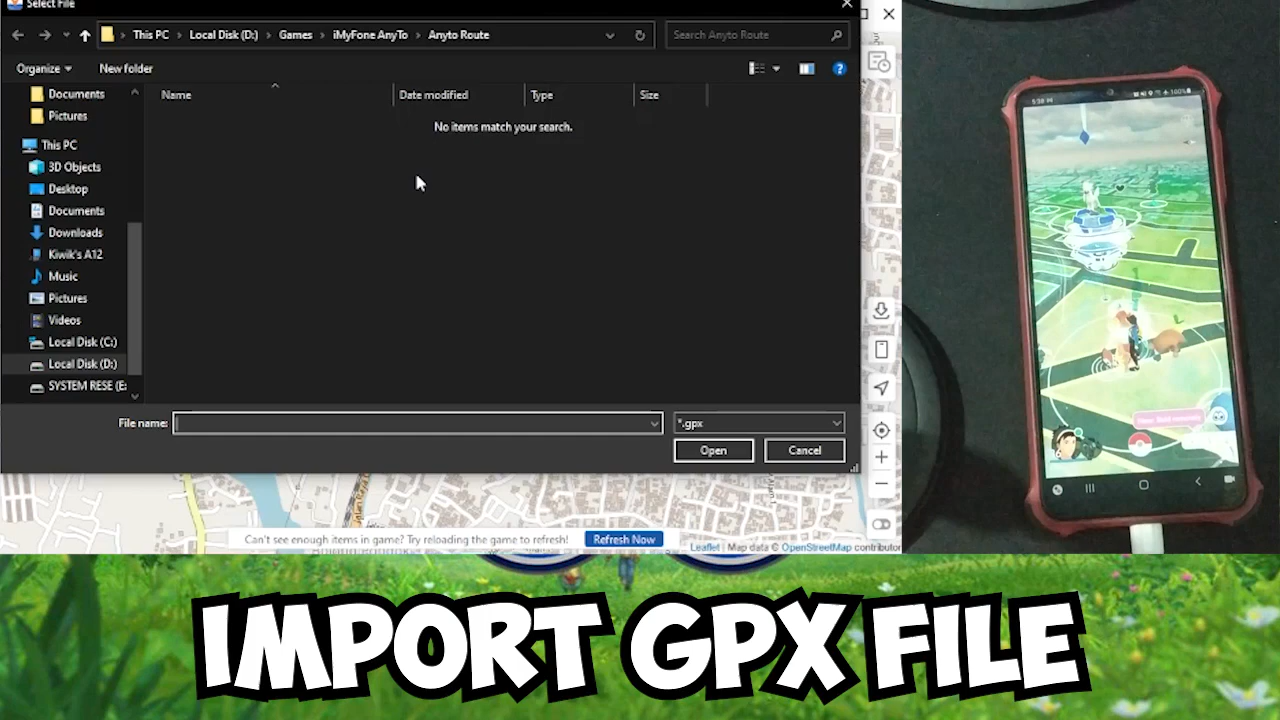 Select File
This PC > Local Disk (D:) > Games > iMyFone AnyTo > Anyto Route
Search Anyto Route
Organize
New folder
Name
Date modified
Type
Size
No items match your search.
Documents
Pictures
This PC
3D Objects
Desktop
Documents
Downloads
Kiwik's A12
Music
Pictures
Videos
Local Disk (C:)
Local Disk (D:)
SYSTEM RESE (E:
File name:
*.gpx
Open
Cancel
Can't see enough items in game? Try reloading the game to refresh!
Refresh Now
Leaflet | Map data © OpenStreetMap contributor
5:38
100%
IMPORT GPX FILE